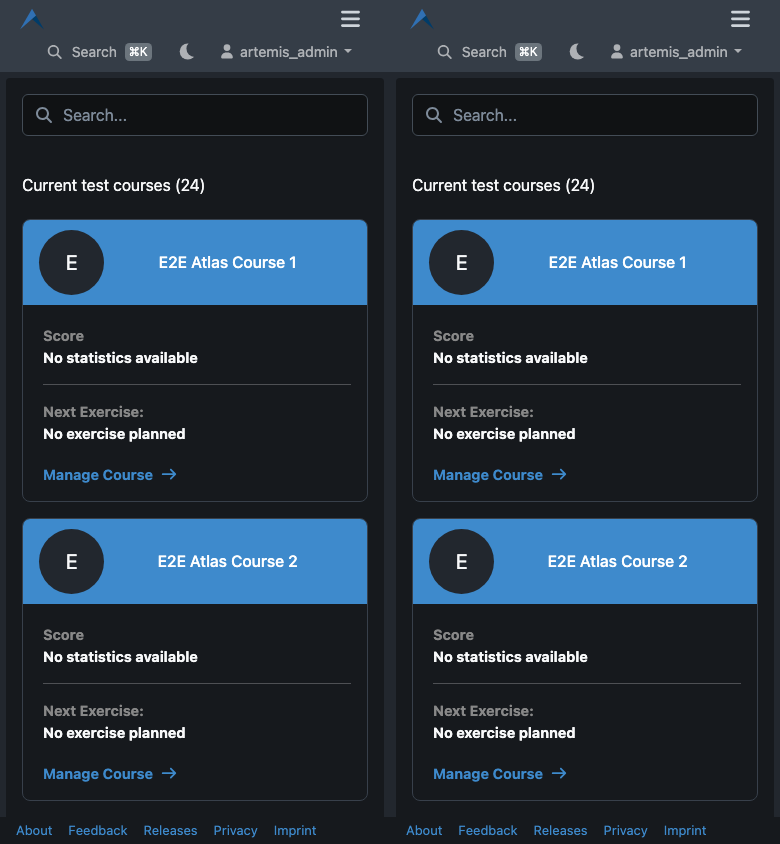 Search ⌘K artemis_admin
Search...
Current test courses (24)
E E2E Atlas Course 1
Score
No statistics available
Next Exercise:
No exercise planned
Manage Course →
E E2E Atlas Course 2
Score
No statistics available
Next Exercise:
No exercise planned
Manage Course →
About Feedback Releases Privacy Imprint
Search ⌘K artemis_admin
Search...
Current test courses (24)
E E2E Atlas Course 1
Score
No statistics available
Next Exercise:
No exercise planned
Manage Course →
E E2E Atlas Course 2
Score
No statistics available
Next Exercise:
No exercise planned
Manage Course →
About Feedback Releases Privacy Imprint